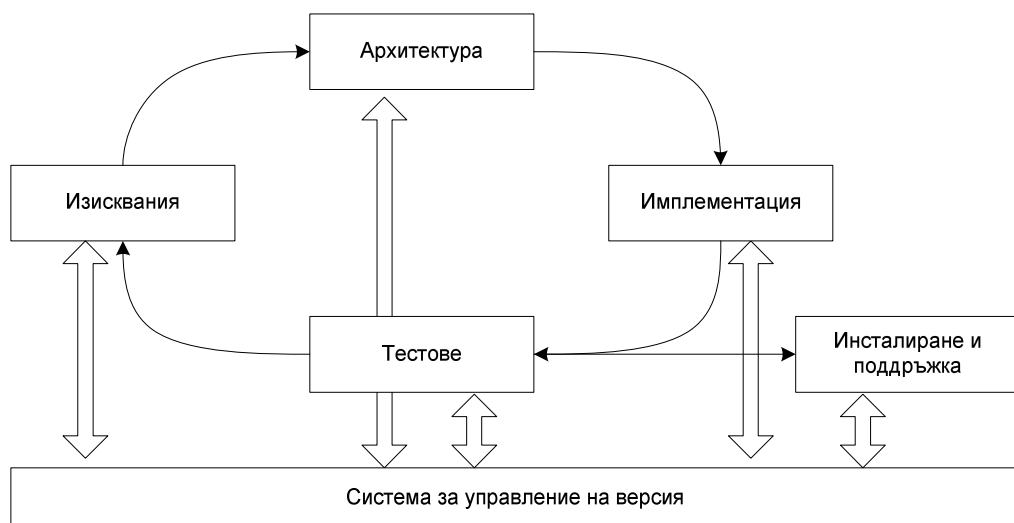 Архитектура
Изисквания
Имплементация
Тестове
Инсталиране и
поддръжка
Система за управление на версия